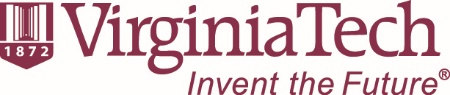 1872
VirginiaTech
Invent the Future®